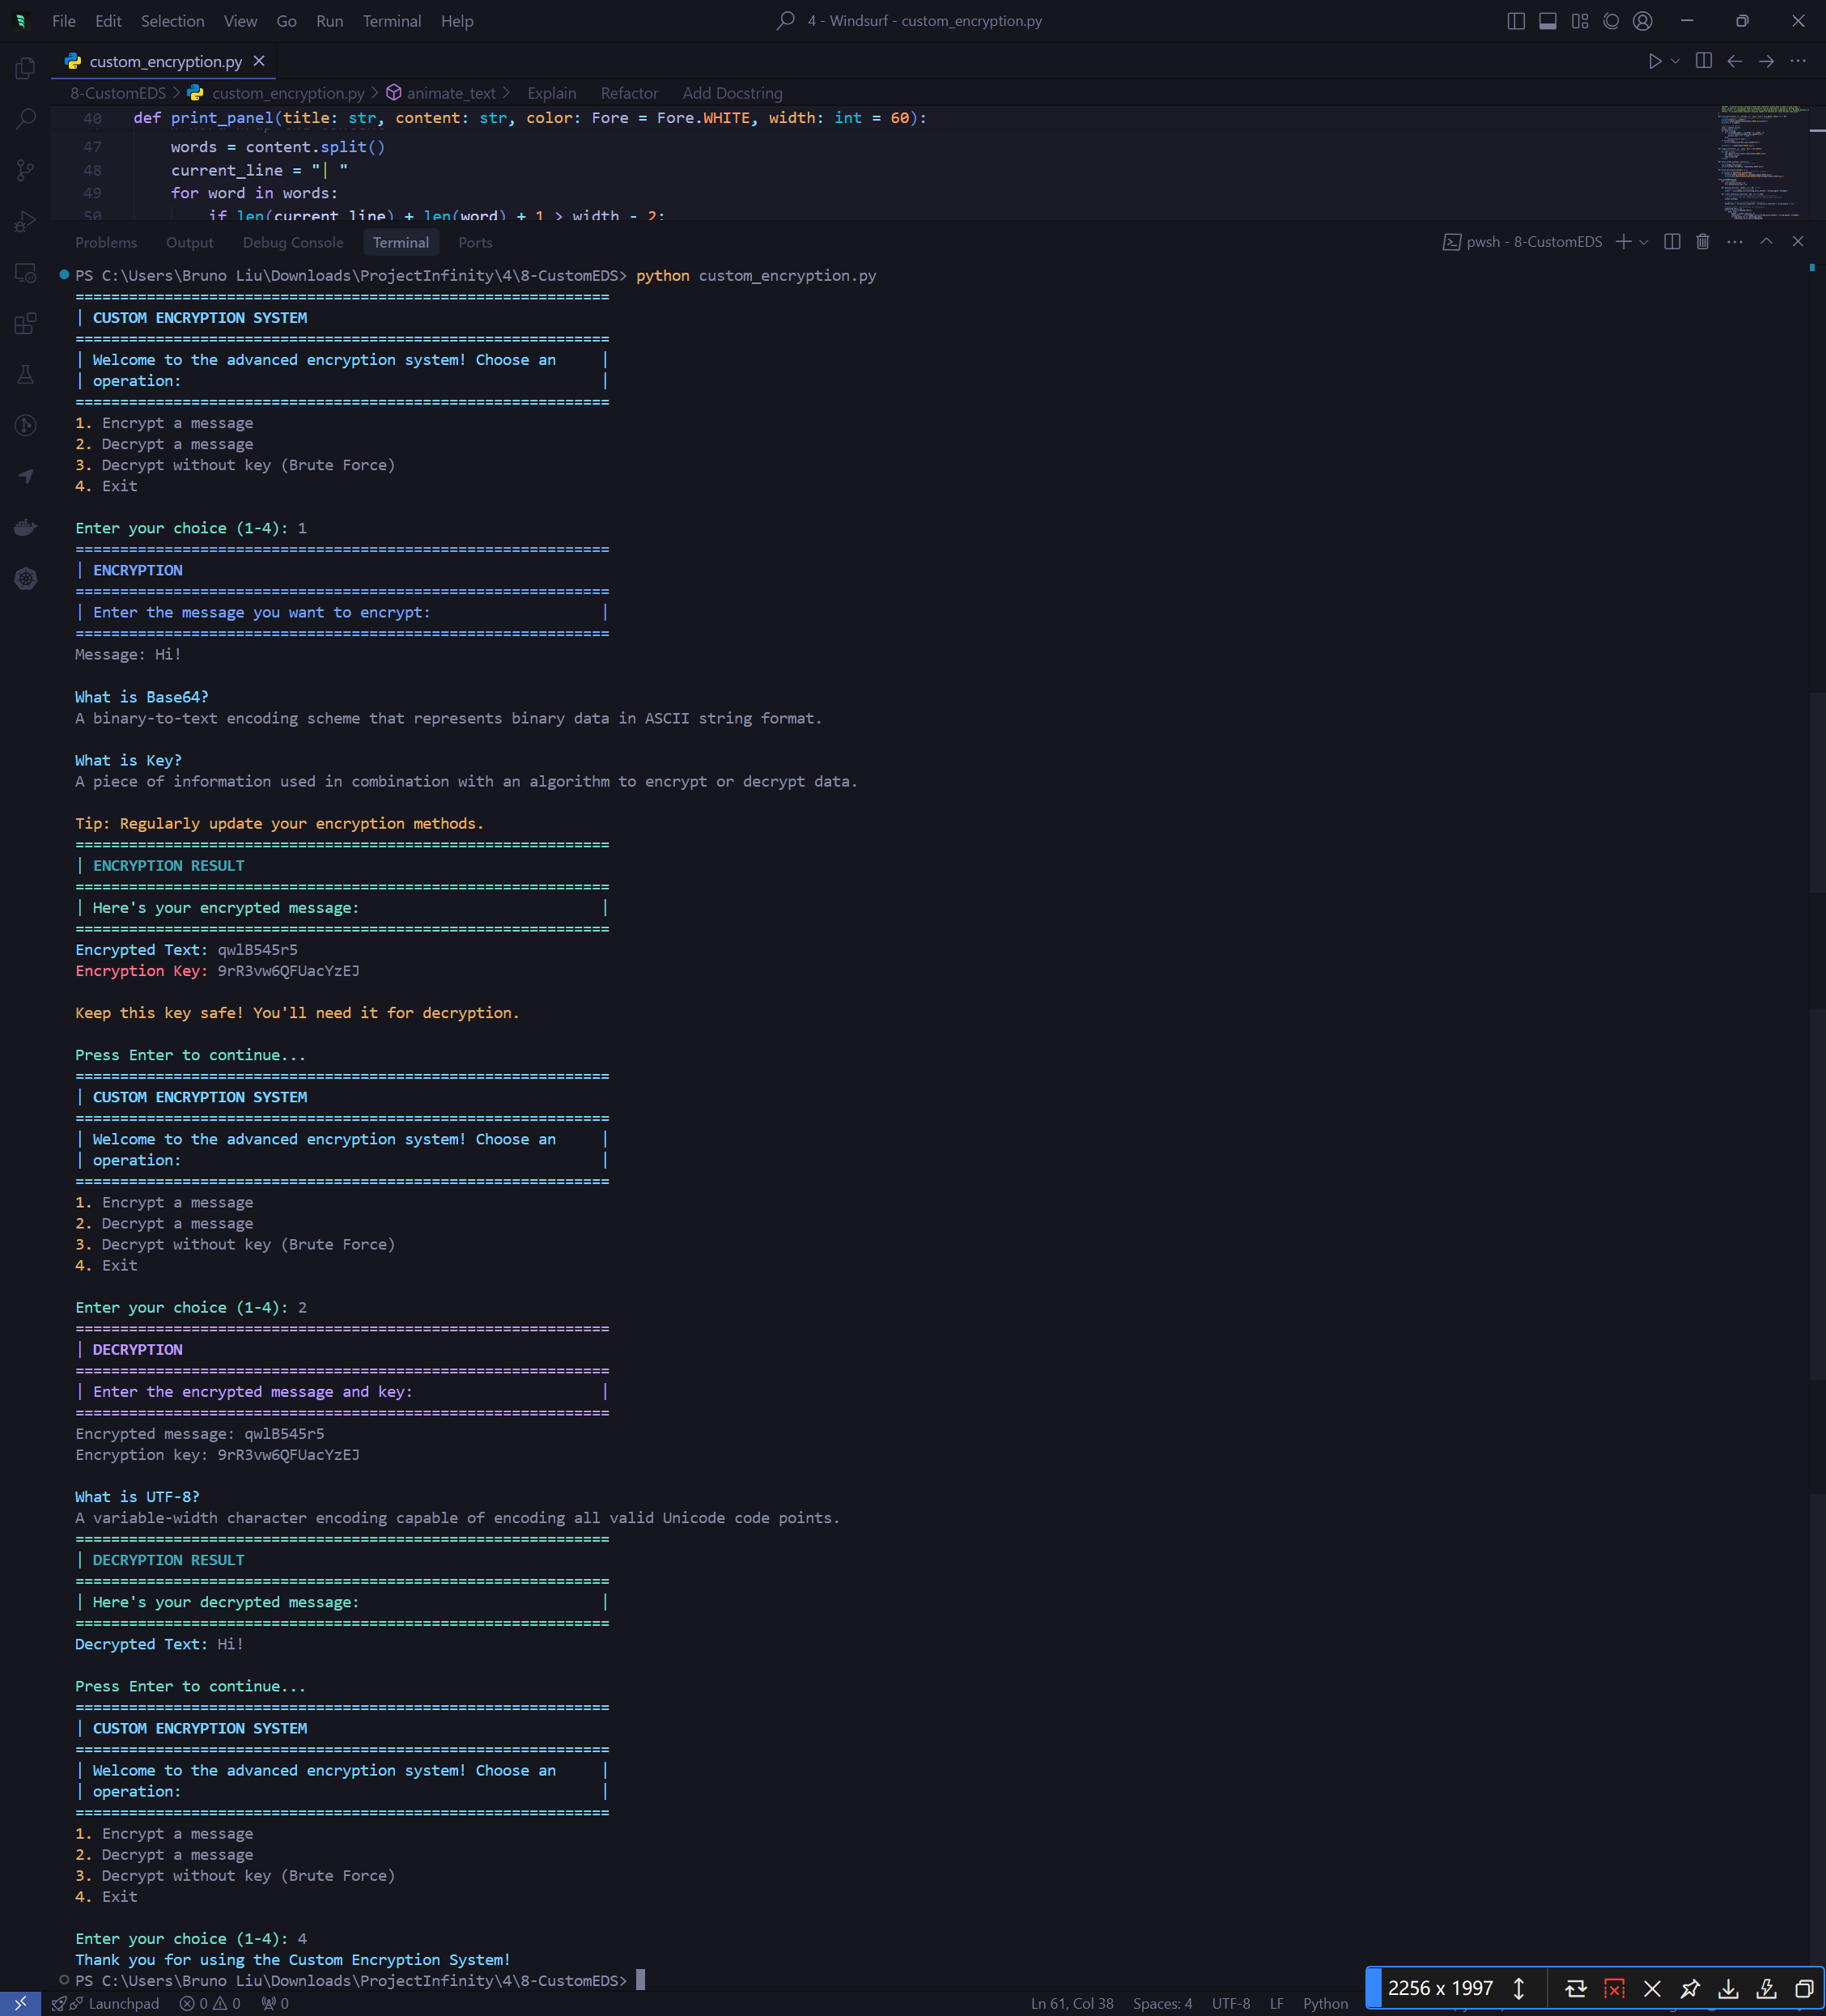 File Edit Selection View Go Run Terminal Help 4 - Windsurf - custom_encryption.py
custom_encryption.py
8-CustomEDS > custom_encryption.py > animate_text > Explain Refactor Add Docstring
40 def print_panel(title: str, content: str, color: Fore = Fore.WHITE, width: int = 60):
47 words = content.split()
48 current_line = "| "
49 for word in words:
50 if len(current_line) + len(word) + 1 > width - 2:
Problems Output Debug Console Terminal Ports pwsh - 8-CustomEDS
PS C:\Users\Bruno Liu\Downloads\ProjectInfinity\4\8-CustomEDS> python custom_encryption.py
============================================================
| CUSTOM ENCRYPTION SYSTEM
============================================================
| Welcome to the advanced encryption system! Choose an |
| operation: |
============================================================
1. Encrypt a message
2. Decrypt a message
3. Decrypt without key (Brute Force)
4. Exit
Enter your choice (1-4): 1
============================================================
| ENCRYPTION
============================================================
| Enter the message you want to encrypt: |
============================================================
Message: Hi!
What is Base64?
A binary-to-text encoding scheme that represents binary data in ASCII string format.
What is Key?
A piece of information used in combination with an algorithm to encrypt or decrypt data.
Tip: Regularly update your encryption methods.
============================================================
| ENCRYPTION RESULT
============================================================
| Here's your encrypted message: |
============================================================
Encrypted Text: qwlB545r5
Encryption Key: 9rR3vw6QFUacYzEJ
Keep this key safe! You'll need it for decryption.
Press Enter to continue...
============================================================
| CUSTOM ENCRYPTION SYSTEM
============================================================
| Welcome to the advanced encryption system! Choose an |
| operation: |
============================================================
1. Encrypt a message
2. Decrypt a message
3. Decrypt without key (Brute Force)
4. Exit
Enter your choice (1-4): 2
============================================================
| DECRYPTION
============================================================
| Enter the encrypted message and key: |
============================================================
Encrypted message: qwlB545r5
Encryption key: 9rR3vw6QFUacYzEJ
What is UTF-8?
A variable-width character encoding capable of encoding all valid Unicode code points.
============================================================
| DECRYPTION RESULT
============================================================
| Here's your decrypted message: |
============================================================
Decrypted Text: Hi!
Press Enter to continue...
============================================================
| CUSTOM ENCRYPTION SYSTEM
============================================================
| Welcome to the advanced encryption system! Choose an |
| operation: |
============================================================
1. Encrypt a message
2. Decrypt a message
3. Decrypt without key (Brute Force)
4. Exit
Enter your choice (1-4): 4
Thank you for using the Custom Encryption System!
PS C:\Users\Bruno Liu\Downloads\ProjectInfinity\4\8-CustomEDS>
2256 x 1997
Launchpad 0 0 0 Ln 61, Col 38 Spaces: 4 UTF-8 LF Python